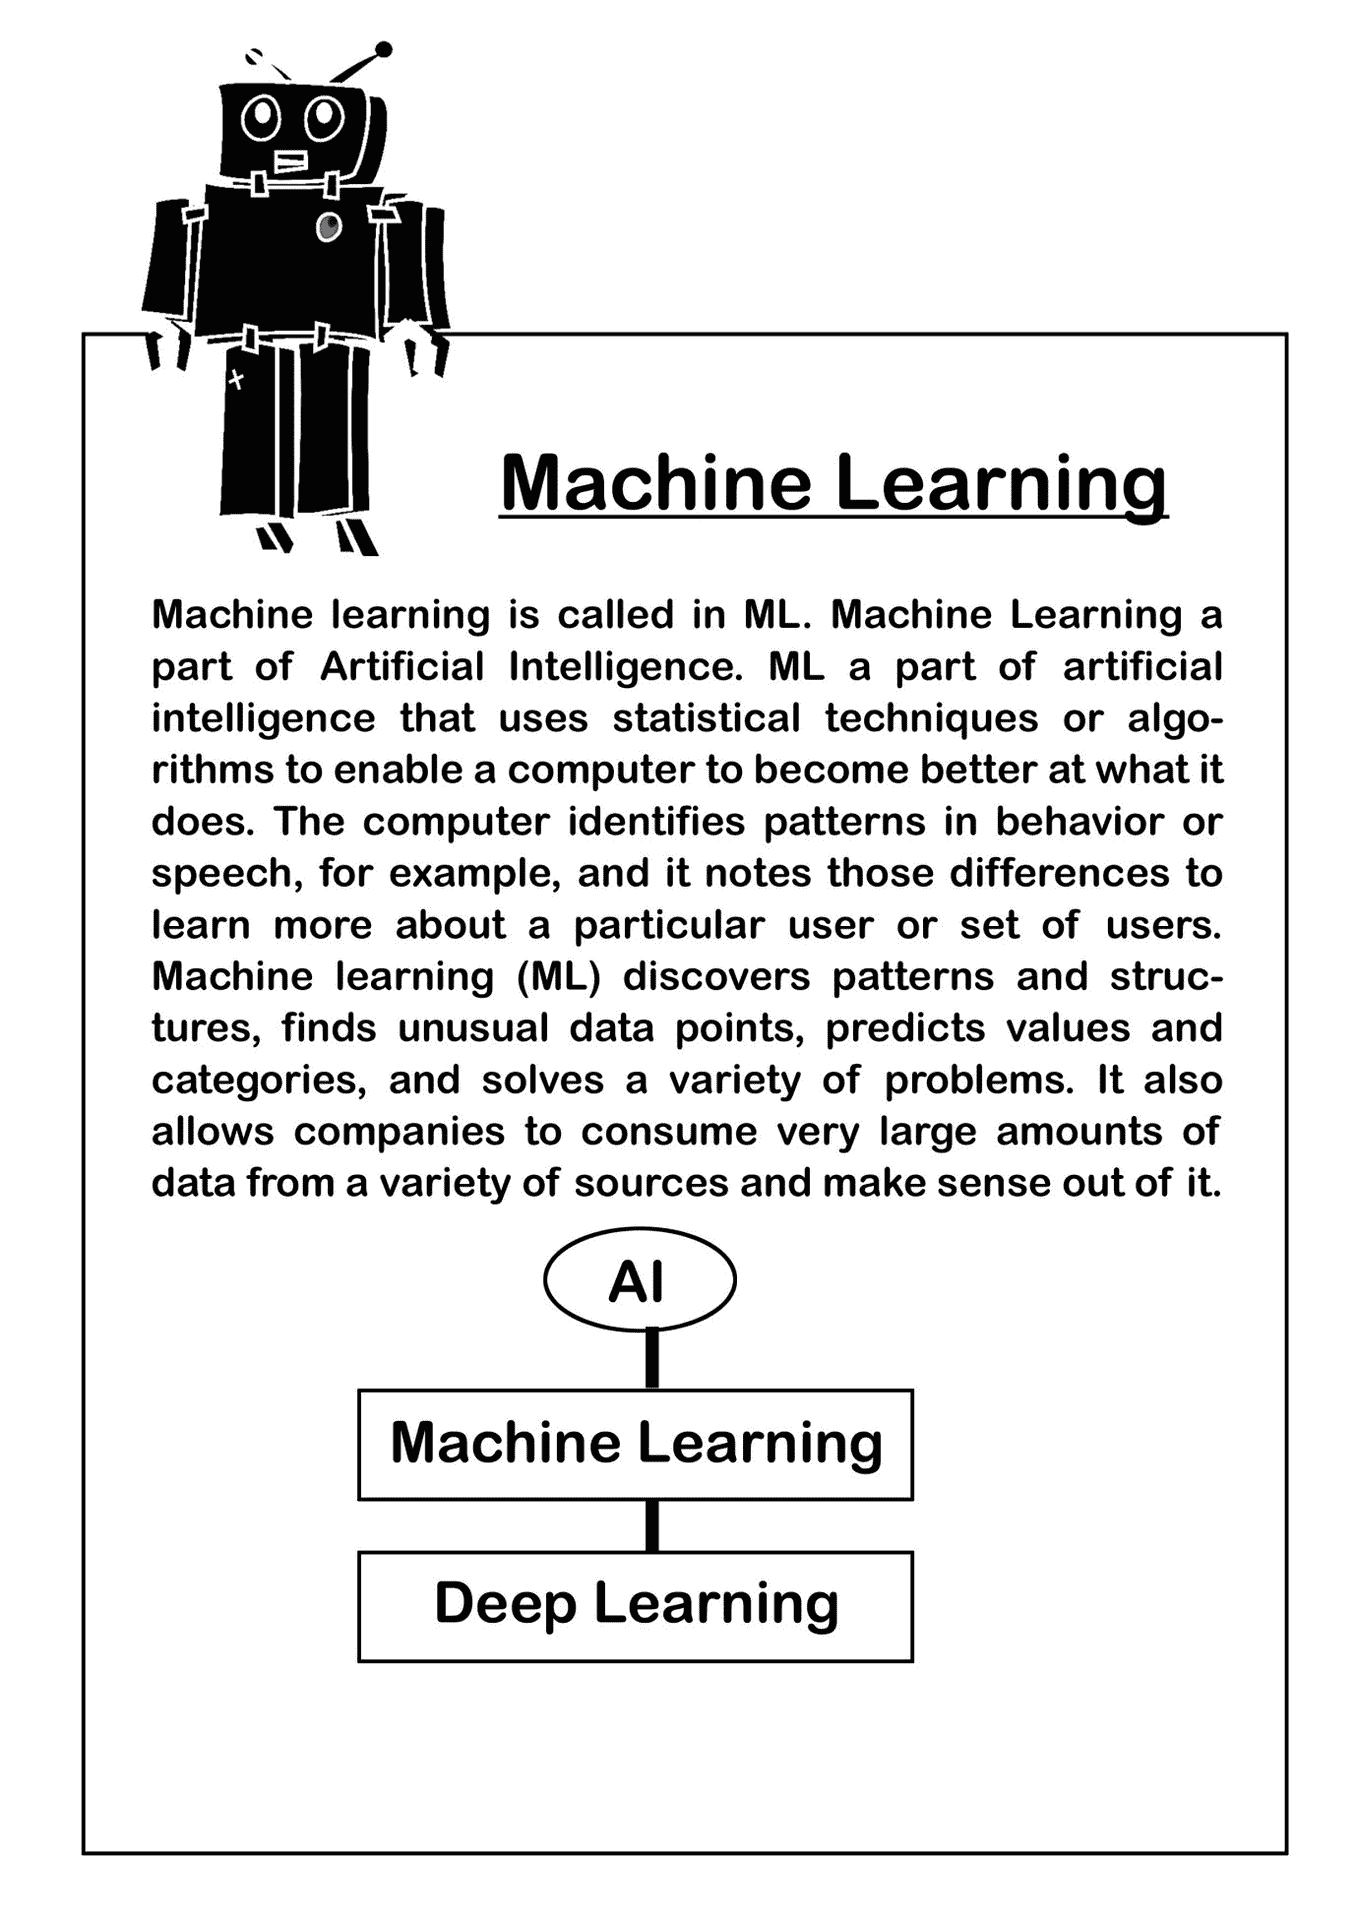 Machine Learning
Machine learning is called in ML. Machine Learning a
part of Artificial Intelligence. ML a part of artificial
intelligence that uses statistical techniques or algo-
rithms to enable a computer to become better at what it
does. The computer identifies patterns in behavior or
speech, for example, and it notes those differences to
learn more about a particular user or set of users.
Machine learning (ML) discovers patterns and struc-
tures, finds unusual data points, predicts values and
categories, and solves a variety of problems. It also
allows companies to consume very large amounts of
data from a variety of sources and make sense out of it.
AI
Machine Learning
Deep Learning